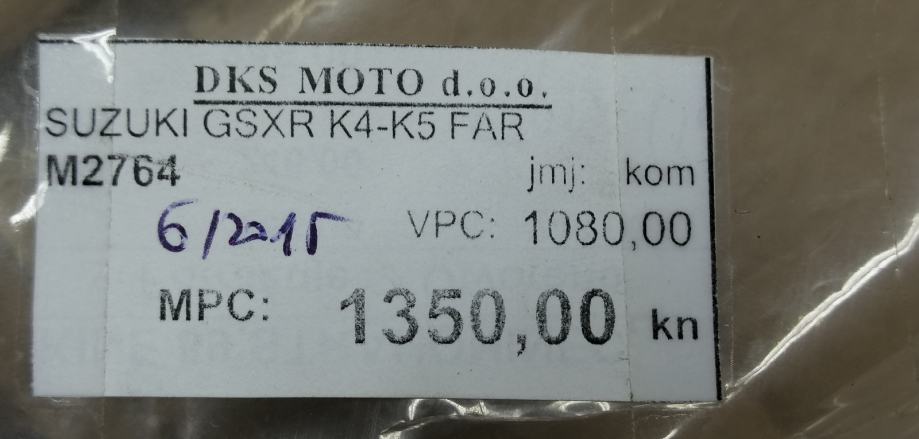 DKS MOTO d.o.o.
SUZUKI GSXR K4-K5 FAR
M2764 jmj: kom
6/2015 VPC: 1080,00
MPC: 1350,00 kn